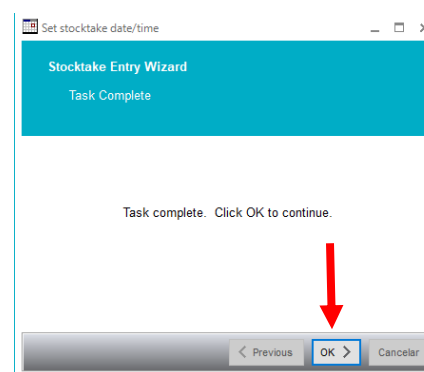 Set stocktake date/time
Stocktake Entry Wizard
Task Complete
Task complete. Click OK to continue.
< Previous OK > Cancelar